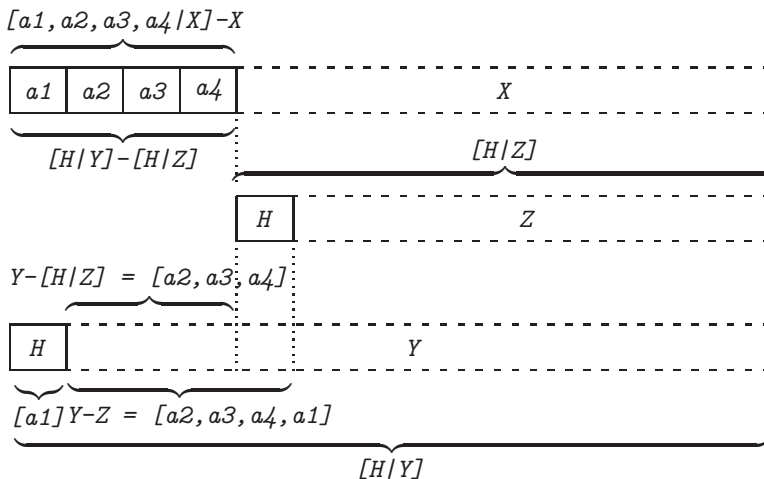 [a1,a2,a3,a4|X]-X
a1 a2 a3 a4 X
[H|Y]-[H|Z] [H|Z]
H Z
Y-[H|Z] = [a2,a3,a4]
H Y
[a1] Y-Z = [a2,a3,a4,a1]
[H|Y]